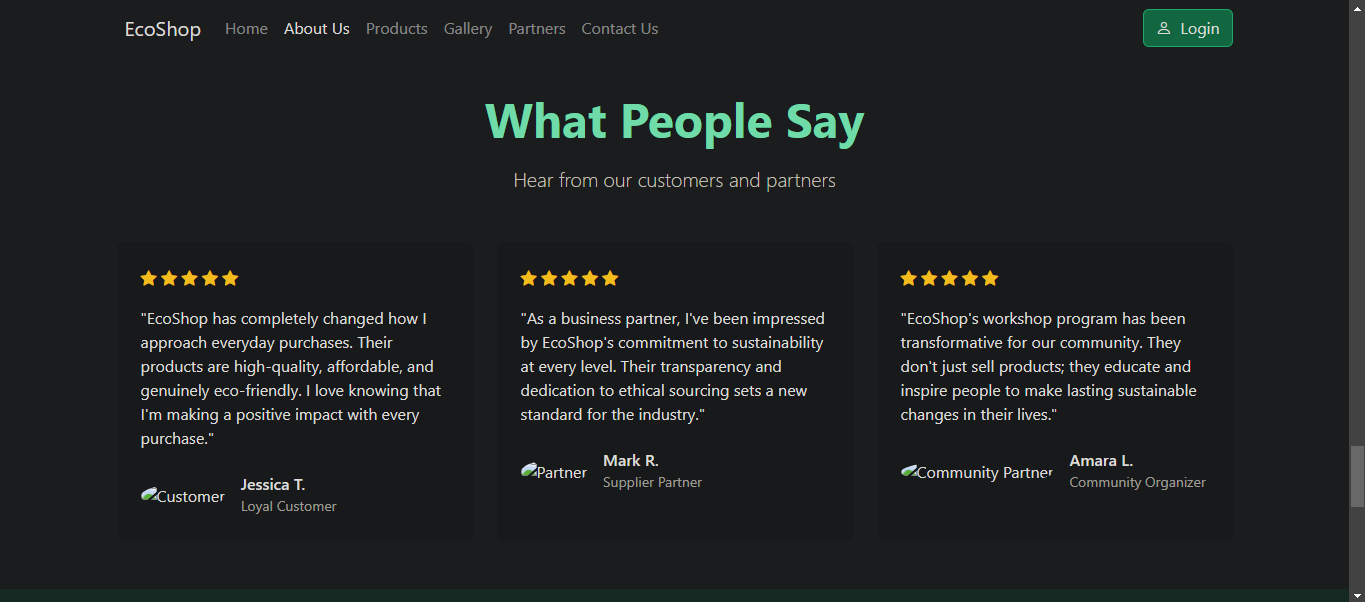 EcoShop Home About Us Products Gallery Partners Contact Us Login
What People Say
Hear from our customers and partners
"EcoShop has completely changed how I
approach everyday purchases. Their
products are high-quality, affordable, and
genuinely eco-friendly. I love knowing that
I'm making a positive impact with every
purchase."
Customer
Jessica T.
Loyal Customer
"As a business partner, I've been impressed
by EcoShop's commitment to sustainability
at every level. Their transparency and
dedication to ethical sourcing sets a new
standard for the industry."
Partner
Mark R.
Supplier Partner
"EcoShop's workshop program has been
transformative for our community. They
don't just sell products; they educate and
inspire people to make lasting sustainable
changes in their lives."
Community Partner
Amara L.
Community Organizer